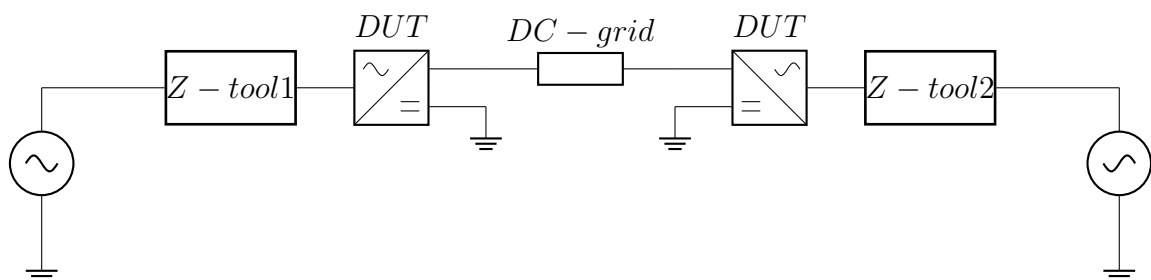 DUT
DC − grid
DUT
Z − tool1
Z − tool2